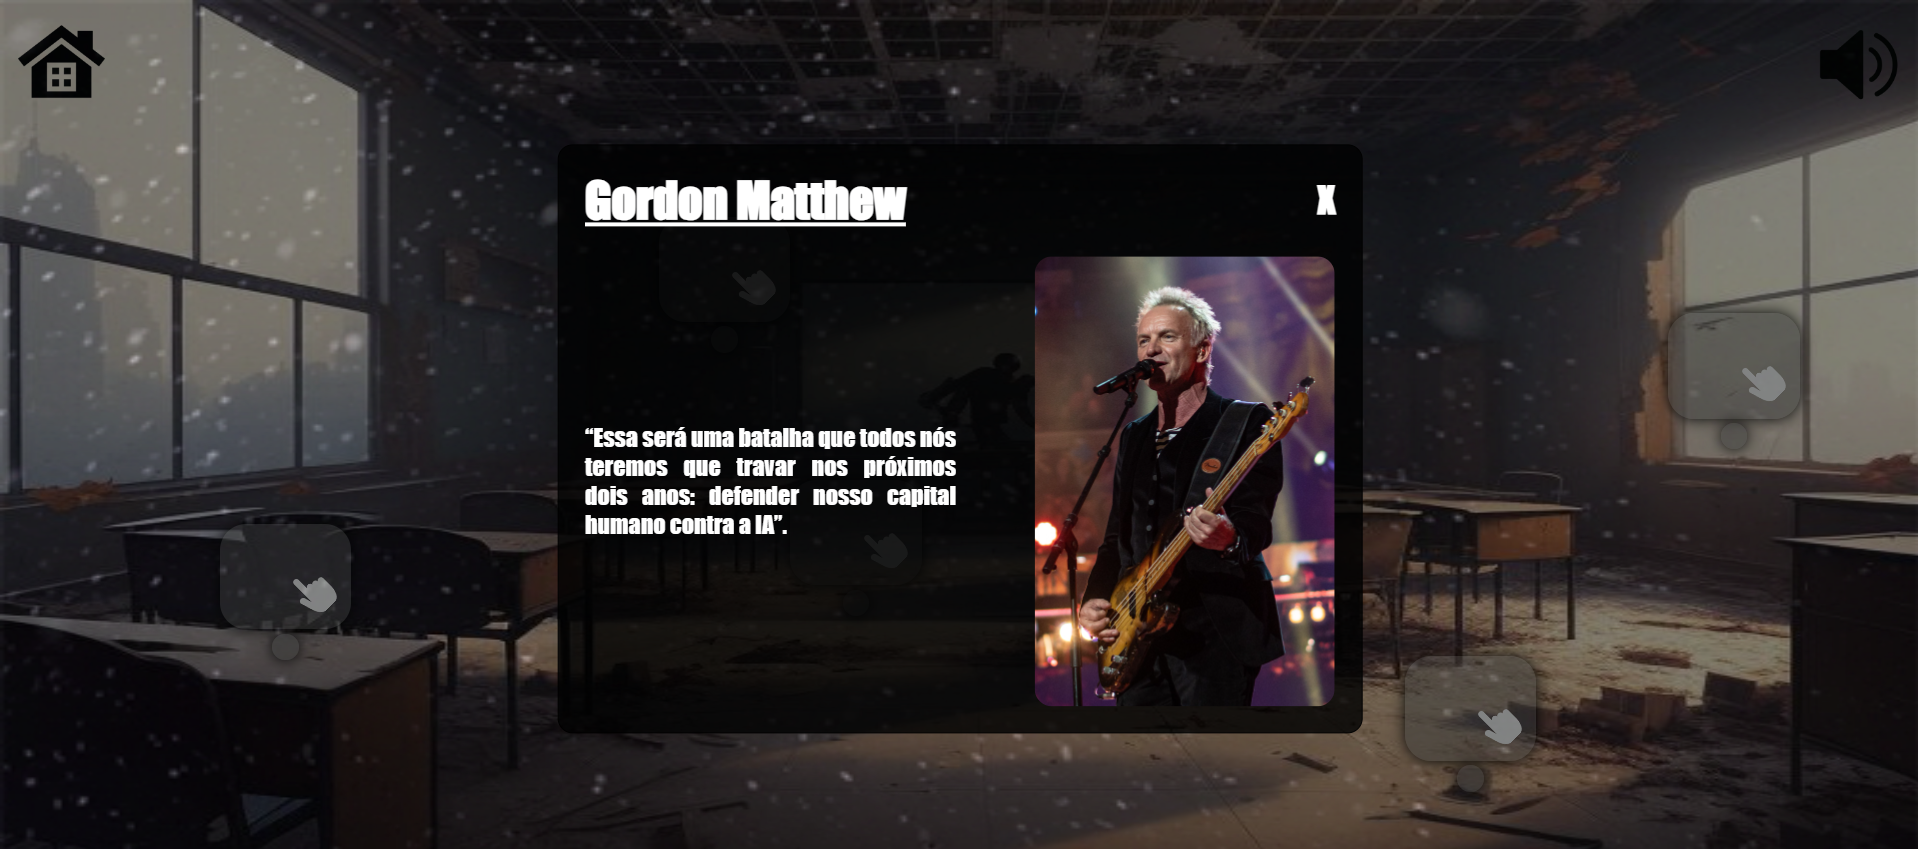 Gordon Matthew
X
“Essa será uma batalha que todos nós
teremos que travar nos próximos
dois anos: defender nosso capital
humano contra a IA”.